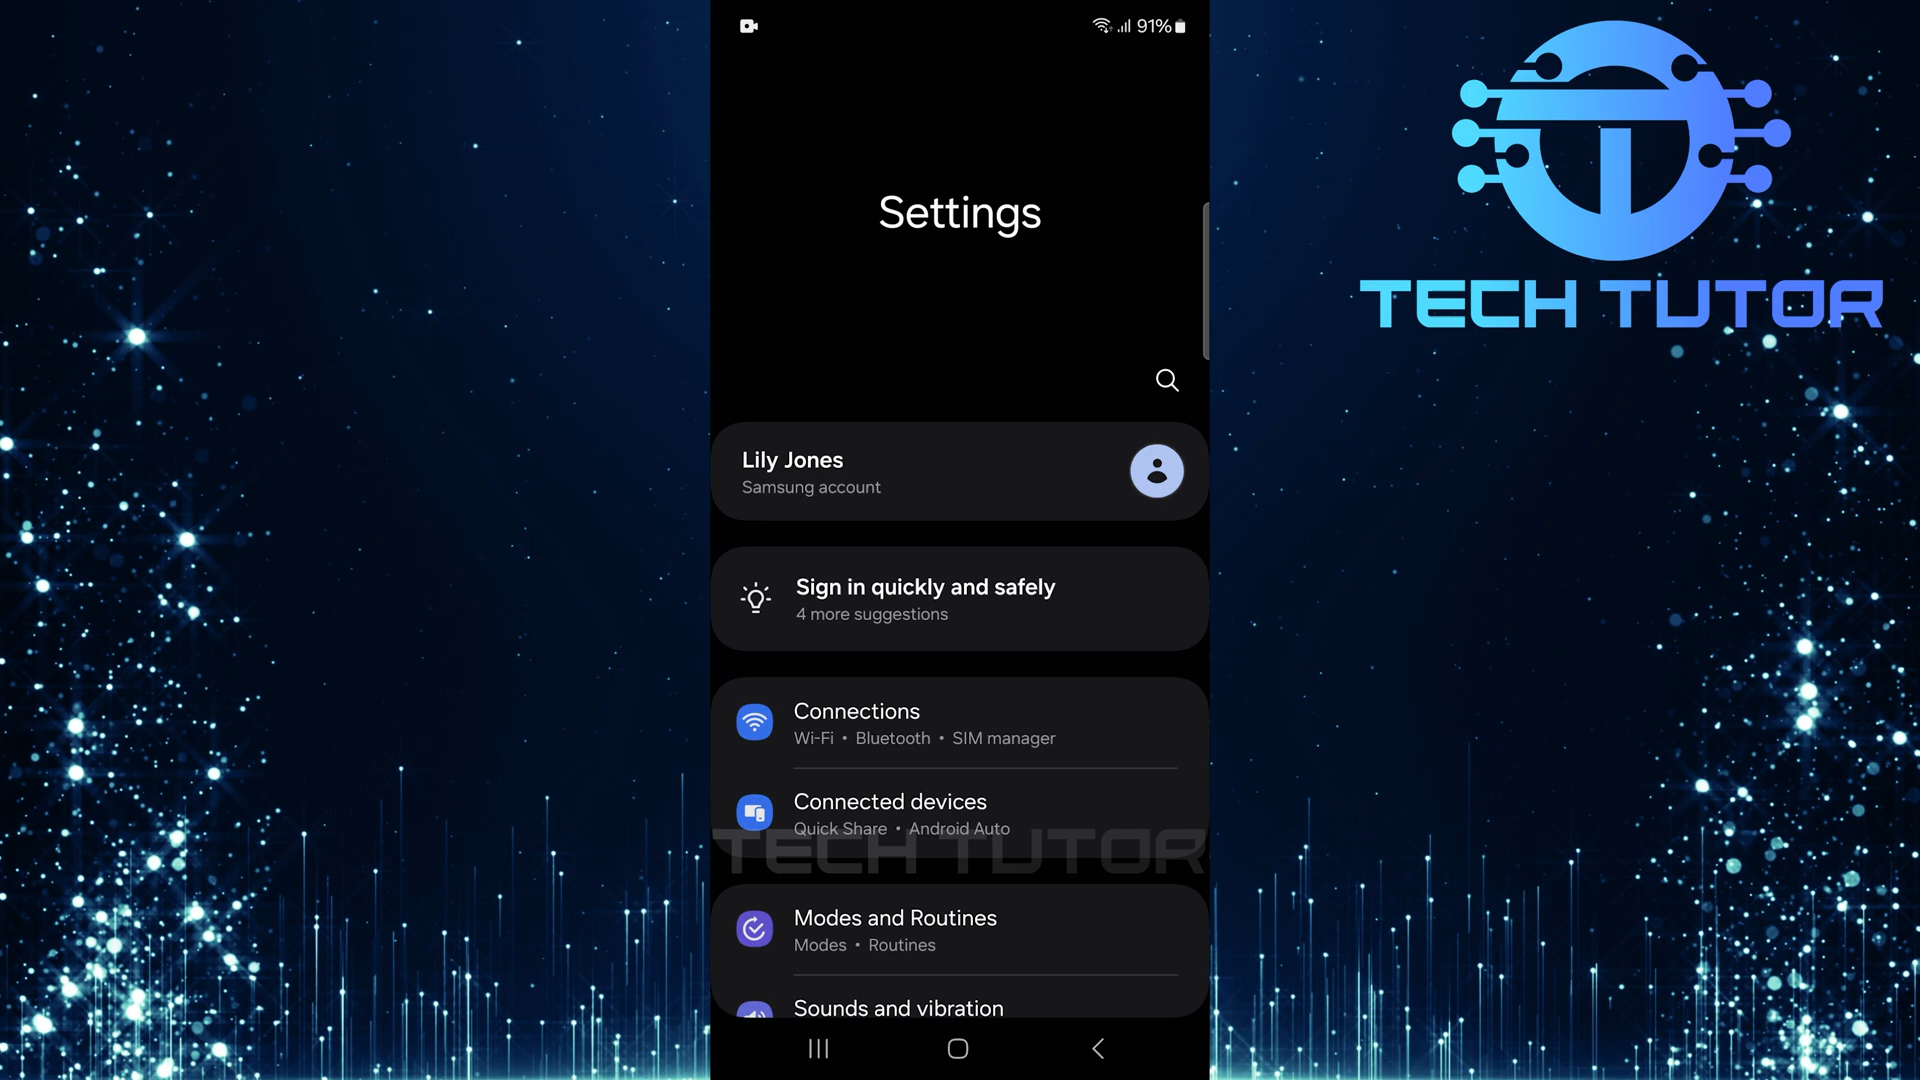 91%
Settings
Lily Jones
Samsung account
Sign in quickly and safely
4 more suggestions
Connections
Wi-Fi • Bluetooth • SIM manager
Connected devices
Quick Share • Android Auto
TECH TUTOR
Modes and Routines
Modes • Routines
Sounds and vibration
TECH TUTOR